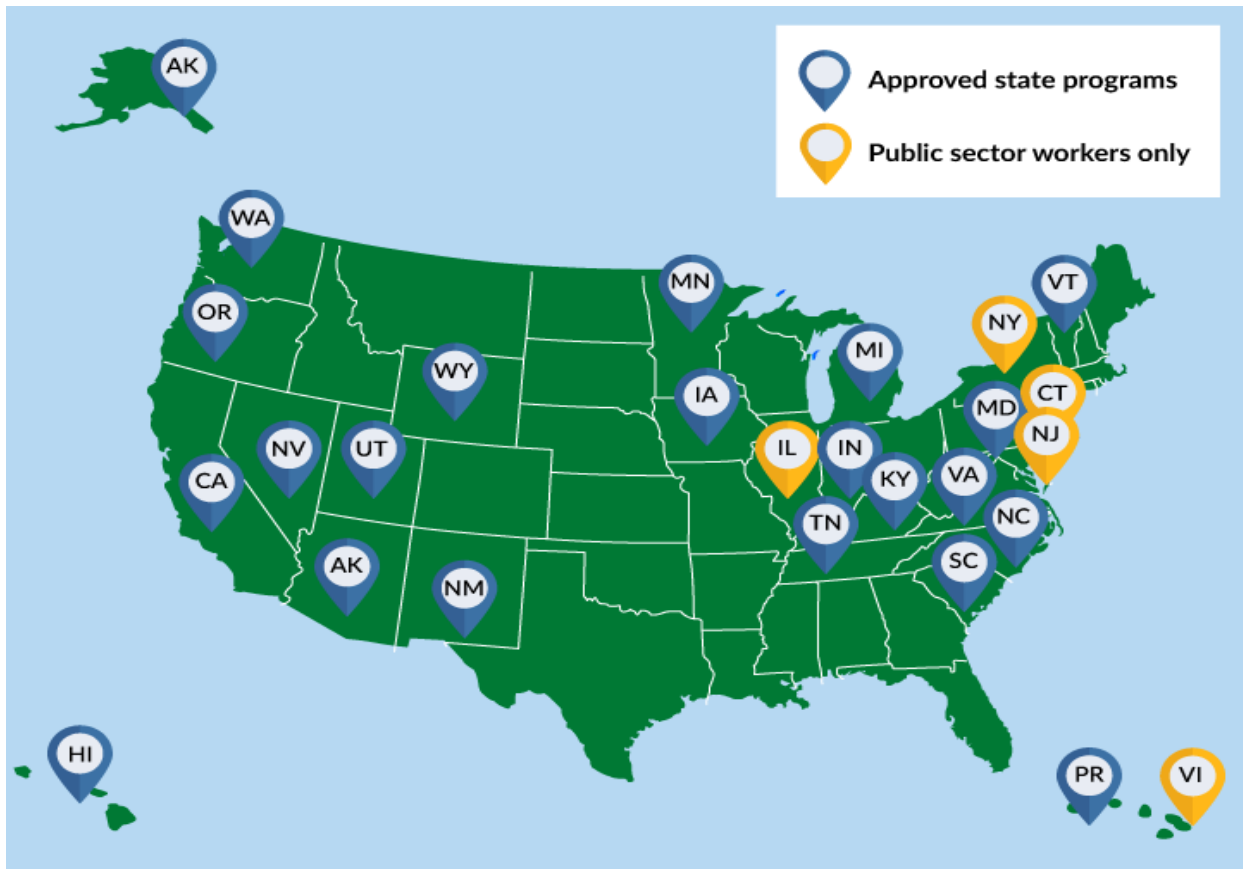 AK
Approved state programs
Public sector workers only
WA
OR
MN
VT
NY
MI
WY
IA
CT
MD
NJ
NV
UT
IL
IN
CA
KY
VA
TN
NC
AK
NM
SC
HI
PR
VI